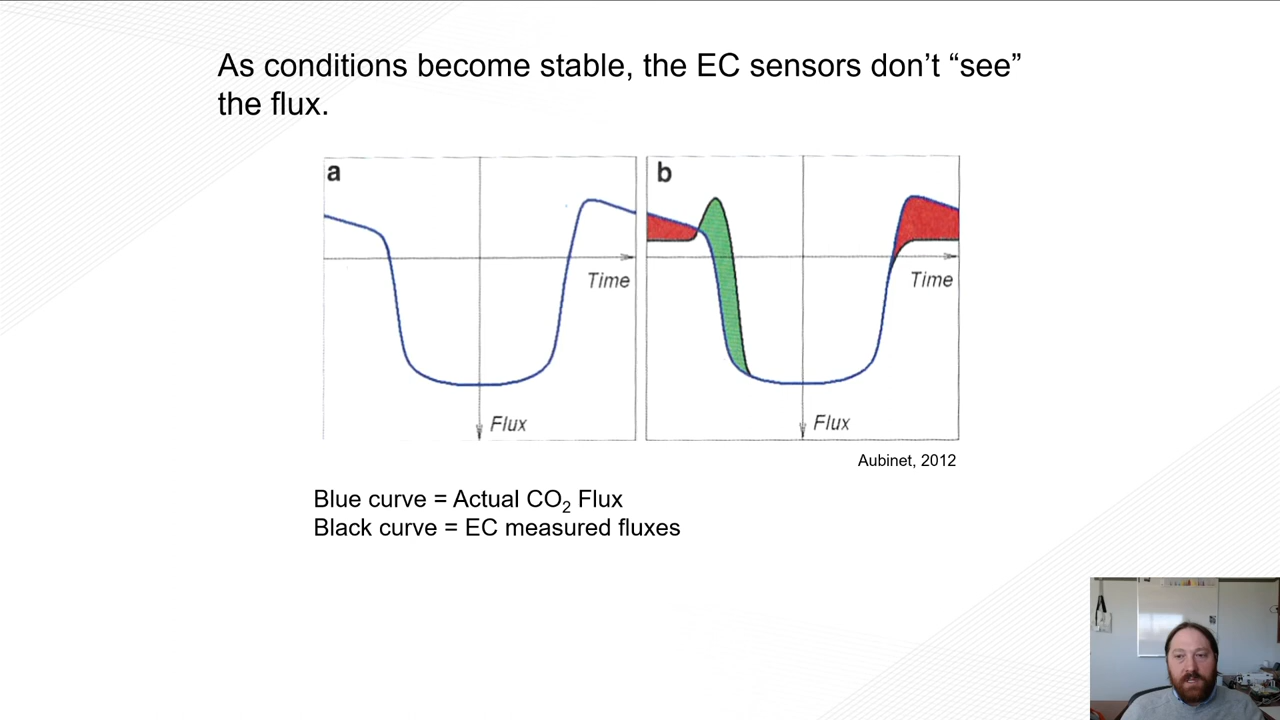 As conditions become stable, the EC sensors don’t “see”
the flux.
a
Time
Flux
b
Time
Flux
Aubinet, 2012
Blue curve = Actual CO₂ Flux
Black curve = EC measured fluxes